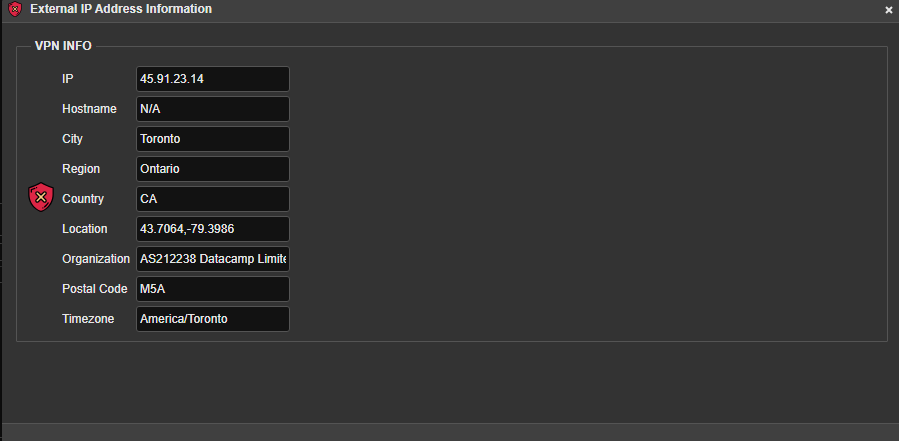 External IP Address Information
VPN INFO
IP 45.91.23.14
Hostname N/A
City Toronto
Region Ontario
Country CA
Location 43.7064,-79.3986
Organization AS212238 Datacamp Limite
Postal Code M5A
Timezone America/Toronto